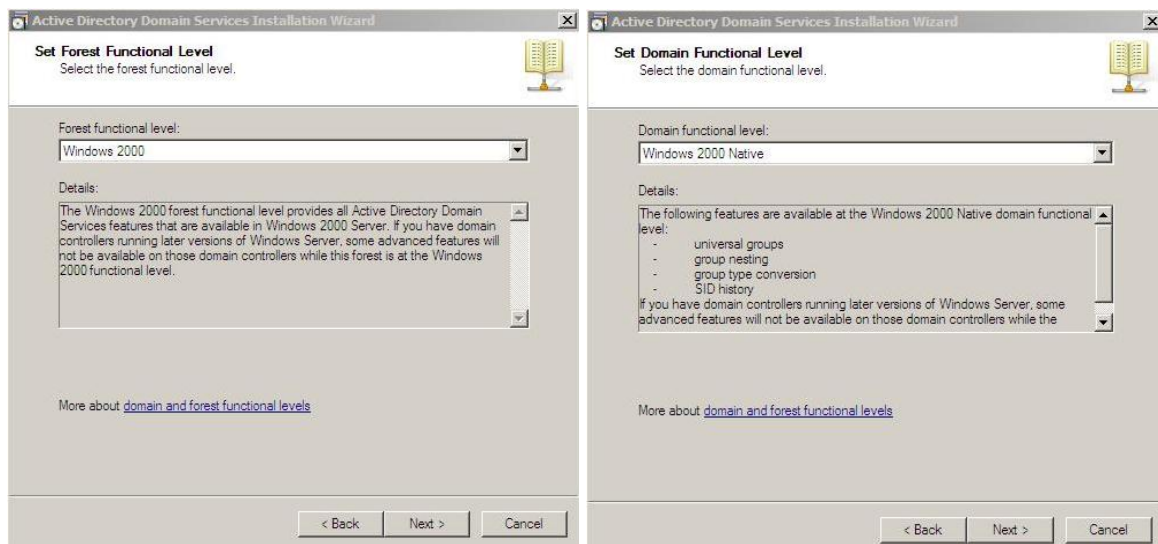 Active Directory Domain Services Installation Wizard
Set Forest Functional Level
Select the forest functional level.
Forest functional level:
Windows 2000
Details:
The Windows 2000 forest functional level provides all Active Directory Domain
Services features that are available in Windows 2000 Server. If you have domain
controllers running later versions of Windows Server, some advanced features will
not be available on those domain controllers while this forest is at the Windows
2000 functional level.
More about domain and forest functional levels
< Back
Next >
Cancel
Active Directory Domain Services Installation Wizard
Set Domain Functional Level
Select the domain functional level.
Domain functional level:
Windows 2000 Native
Details:
The following features are available at the Windows 2000 Native domain functional
level:
- universal groups
- group nesting
- group type conversion
- SID history
If you have domain controllers running later versions of Windows Server, some
advanced features will not be available on those domain controllers while the
More about domain and forest functional levels
< Back
Next >
Cancel